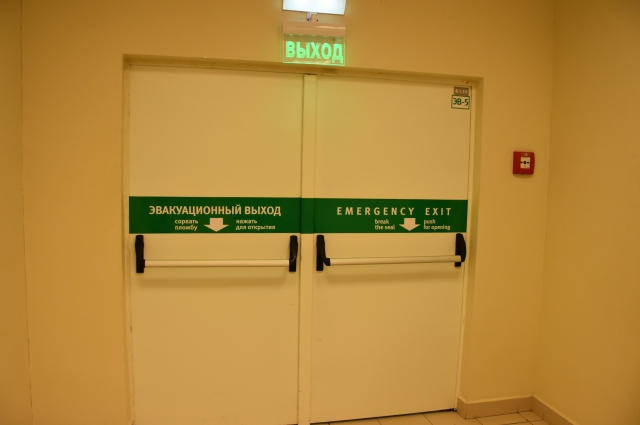 ВЫХОД
ЭВ-5
ЭВАКУАЦИОННЫЙ ВЫХОД
сорвать пломбу
нажать для открытия
EMERGENCY EXIT
break the seal
push for opening